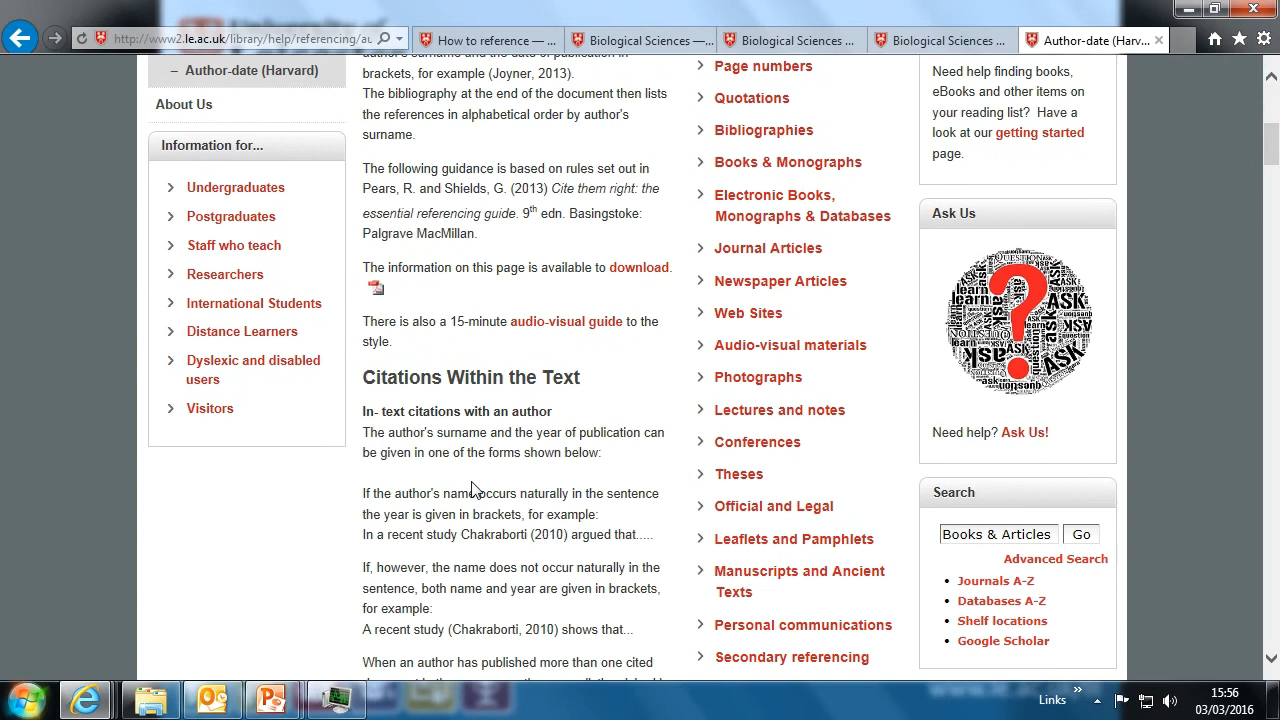 http://www2.le.ac.uk/library/help/referencing/au
How to reference — ...
Biological Sciences —...
Biological Sciences ...
Biological Sciences ...
Author-date (Harv...
– Author-date (Harvard)
About Us
Information for...
Undergraduates
Postgraduates
Staff who teach
Researchers
International Students
Distance Learners
Dyslexic and disabled
users
Visitors
brackets, for example (Joyner, 2013).
The bibliography at the end of the document then lists
the references in alphabetical order by author's
surname.
The following guidance is based on rules set out in
Pears, R. and Shields, G. (2013) Cite them right: the
essential referencing guide. 9th edn. Basingstoke:
Palgrave MacMillan.
The information on this page is available to download.
There is also a 15-minute audio-visual guide to the
style.
Citations Within the Text
In- text citations with an author
The author's surname and the year of publication can
be given in one of the forms shown below:
If the author's name occurs naturally in the sentence
the year is given in brackets, for example:
In a recent study Chakraborti (2010) argued that.....
If, however, the name does not occur naturally in the
sentence, both name and year are given in brackets,
for example:
A recent study (Chakraborti, 2010) shows that...
When an author has published more than one cited
Page numbers
Quotations
Bibliographies
Books & Monographs
Electronic Books,
Monographs & Databases
Journal Articles
Newspaper Articles
Web Sites
Audio-visual materials
Photographs
Lectures and notes
Conferences
Theses
Official and Legal
Leaflets and Pamphlets
Manuscripts and Ancient
Texts
Personal communications
Secondary referencing
Need help finding books,
eBooks and other items on
your reading list? Have a
look at our getting started
page.
Ask Us
QUESTION
learn
ASK
?
ask
Need help? Ask Us!
Search
Books & Articles
Go
Advanced Search
• Journals A-Z
• Databases A-Z
• Shelf locations
• Google Scholar
Links
15:56
03/03/2016